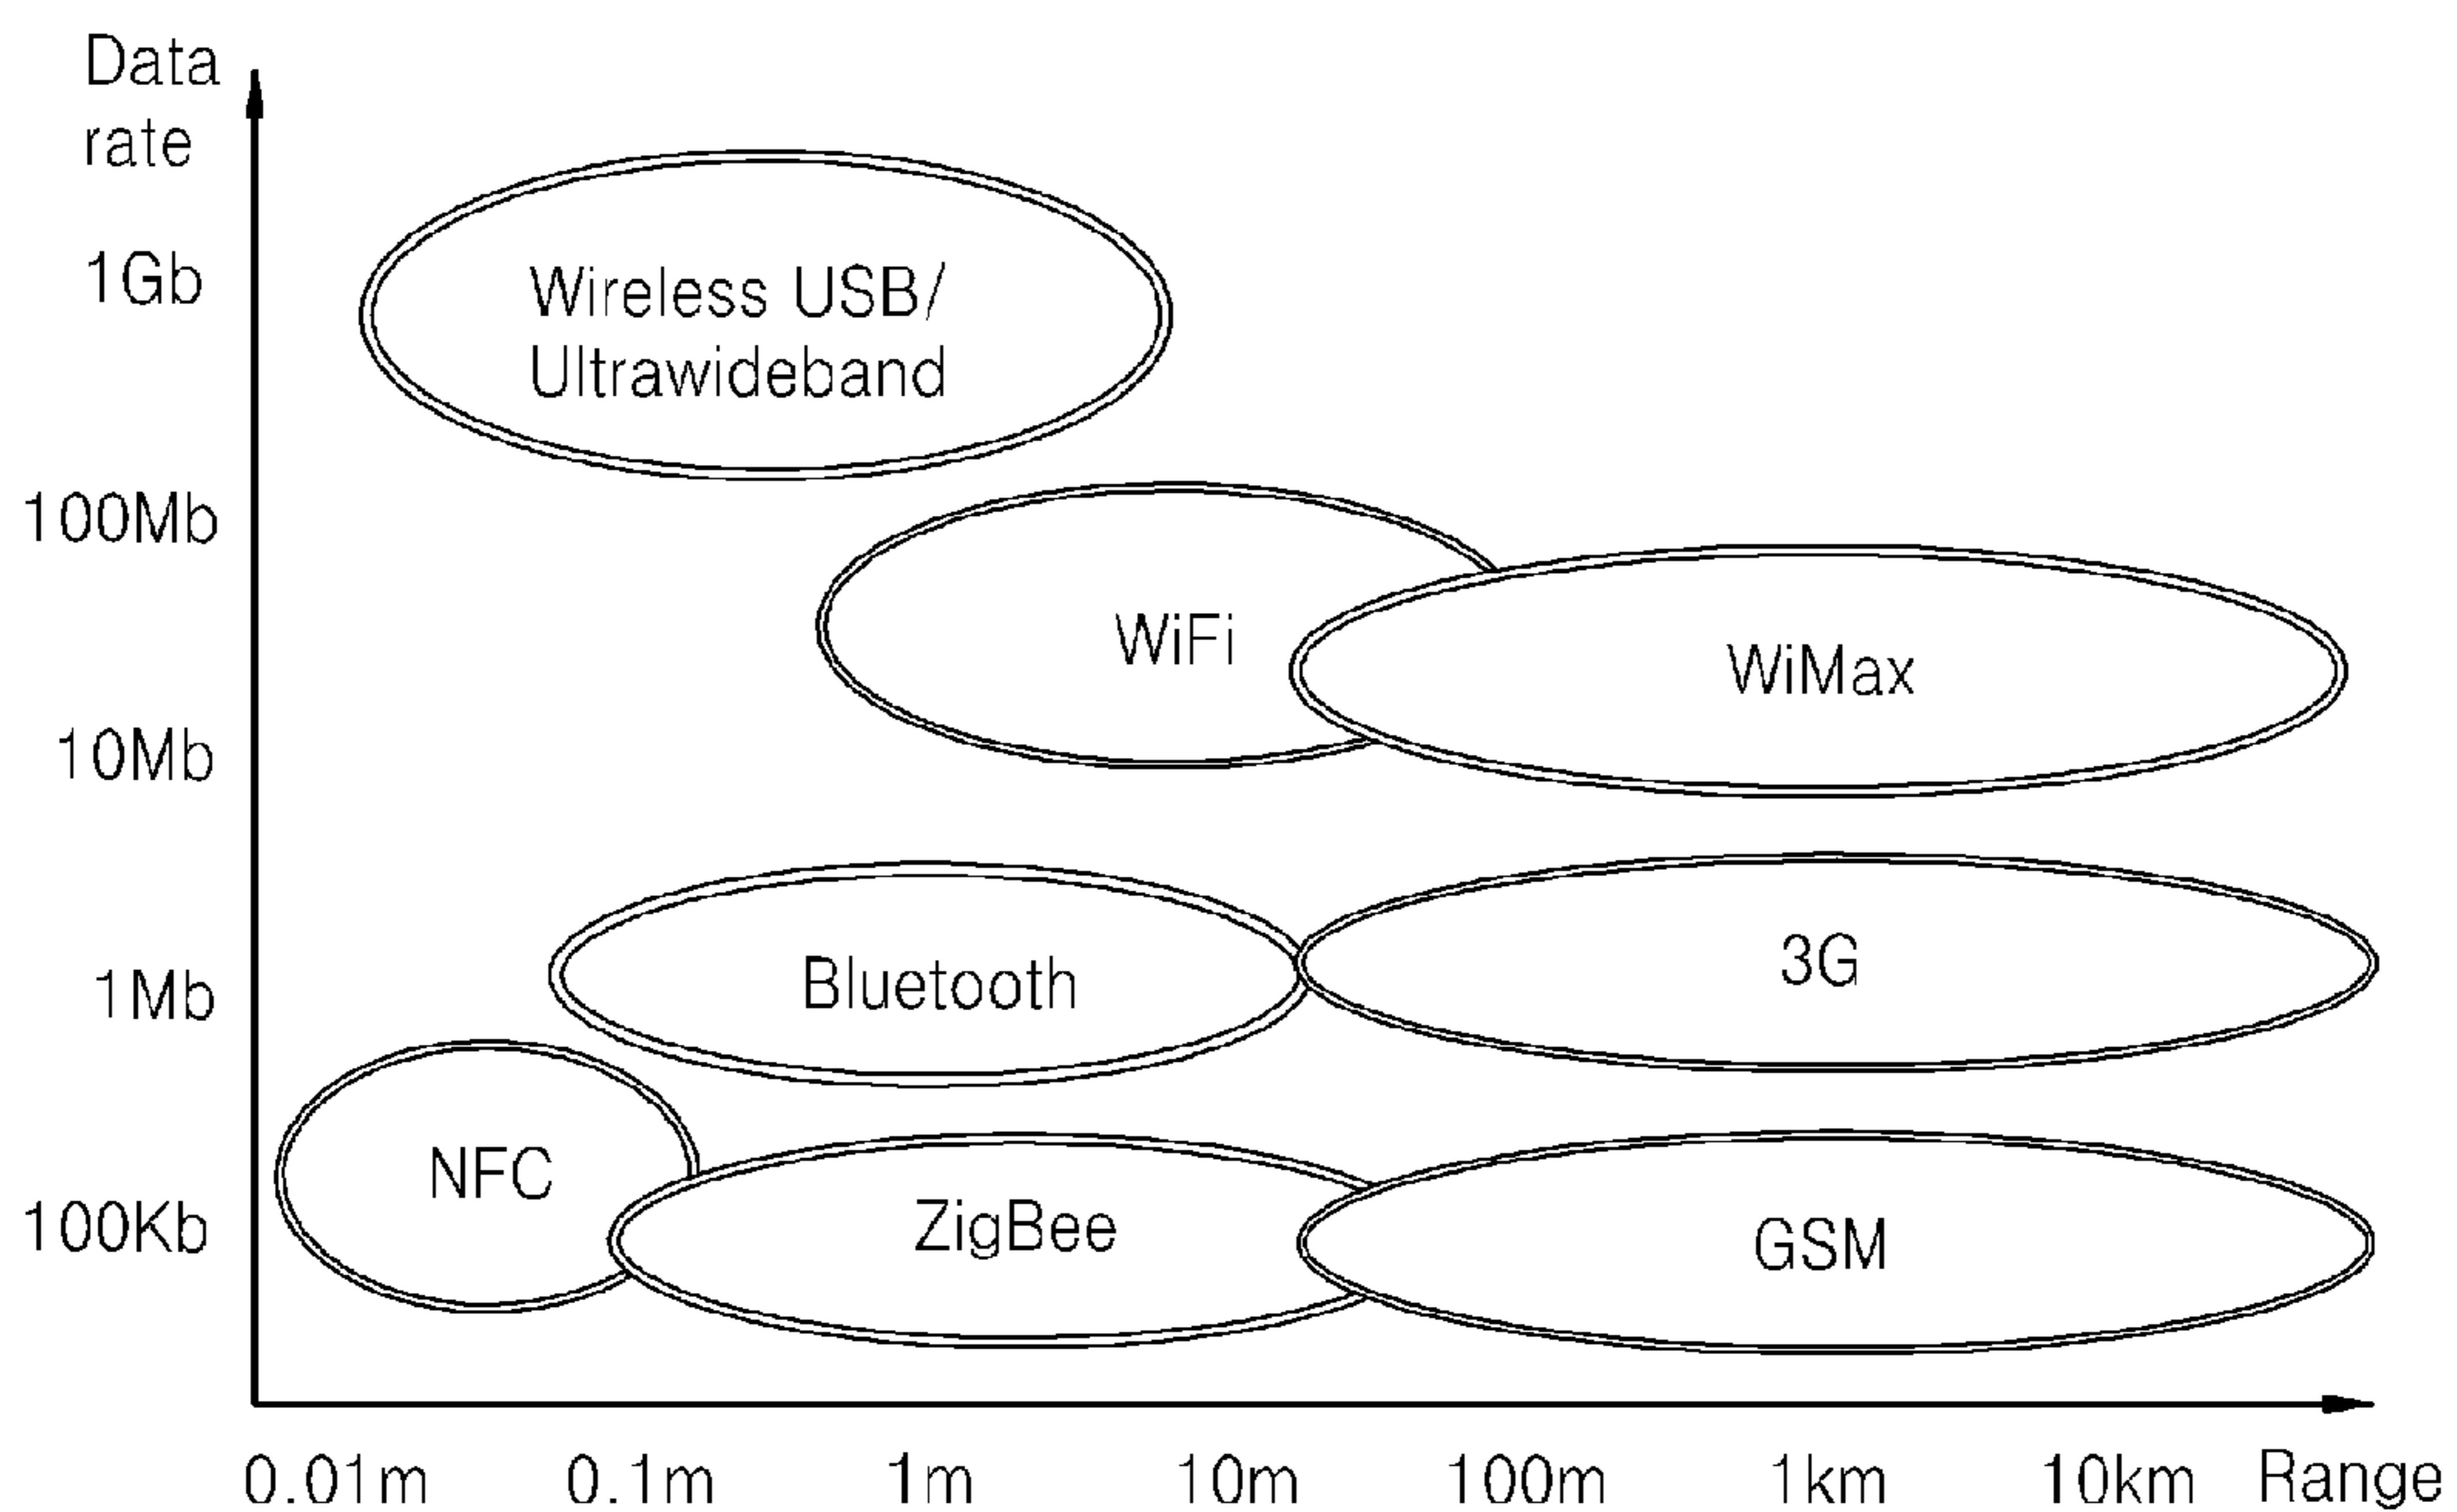 Data
rate
1Gb
Wireless USB/
Ultrawideband
100Mb
WiFi
WiMax
10Mb
Bluetooth
3G
1Mb
NFC
ZigBee
GSM
100Kb
0.01m 0.1m 1m 10m 100m 1km 10km Range